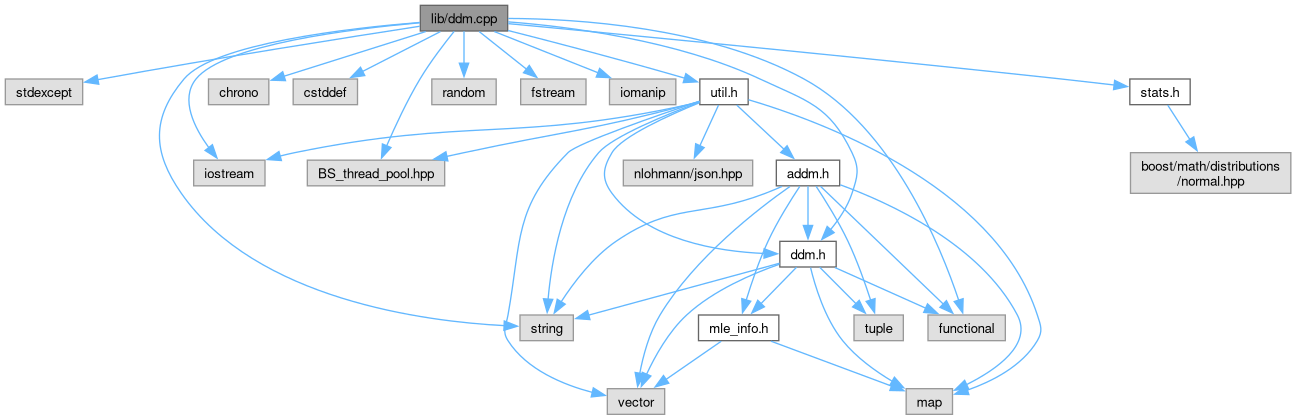 lib/ddm.cpp
stdexcept
chrono
cstddef
random
fstream
iomanip
util.h
stats.h
iostream
BS_thread_pool.hpp
nlohmann/json.hpp
addm.h
boost/math/distributions
/normal.hpp
ddm.h
string
mle_info.h
tuple
functional
vector
map